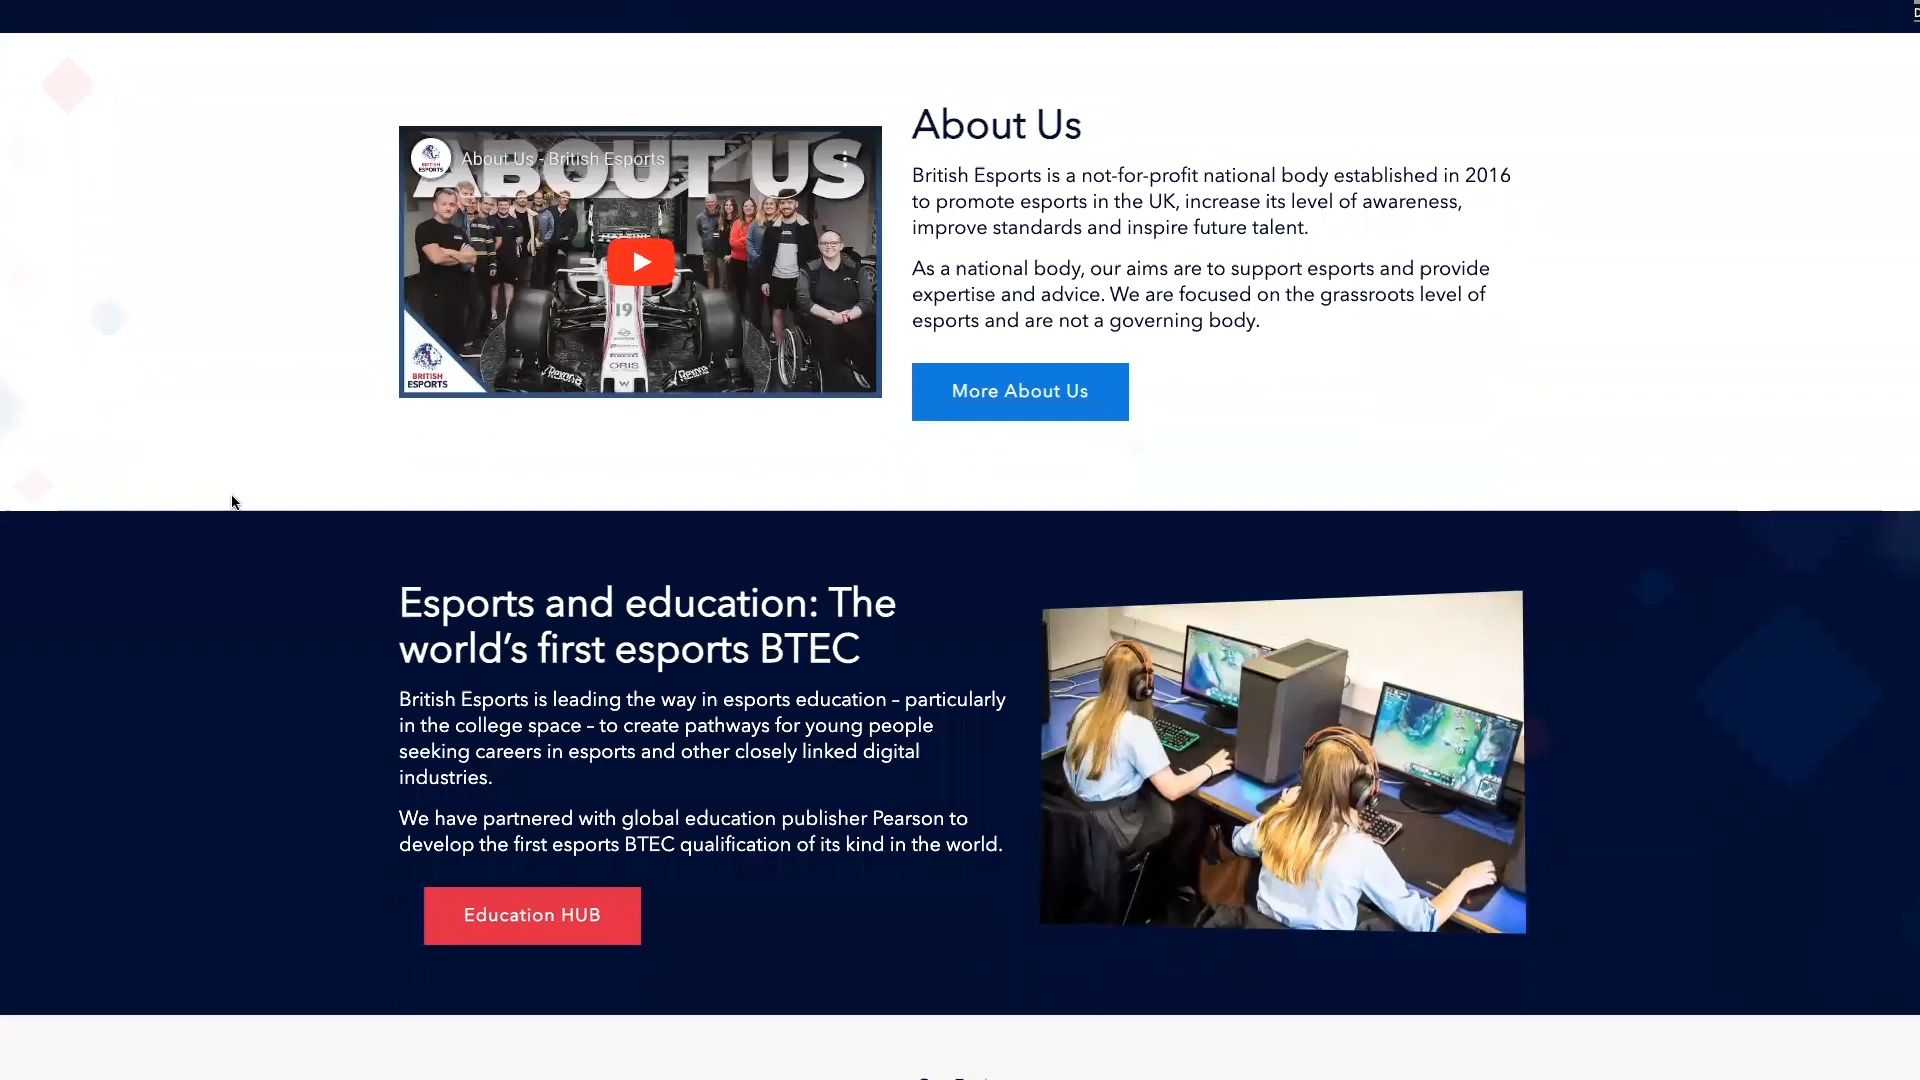 About Us
British Esports is a not-for-profit national body established in 2016
to promote esports in the UK, increase its level of awareness,
improve standards and inspire future talent.
As a national body, our aims are to support esports and provide
expertise and advice. We are focused on the grassroots level of
esports and are not a governing body.
More About Us
ABOUT US
About Us - British Esports
BRITISH
ESPORTS
19
ORIS
Rexona
Rexona
BRITISH
ESPORTS
Esports and education: The
world’s first esports BTEC
British Esports is leading the way in esports education – particularly
in the college space – to create pathways for young people
seeking careers in esports and other closely linked digital
industries.
We have partnered with global education publisher Pearson to
develop the first esports BTEC qualification of its kind in the world.
Education HUB